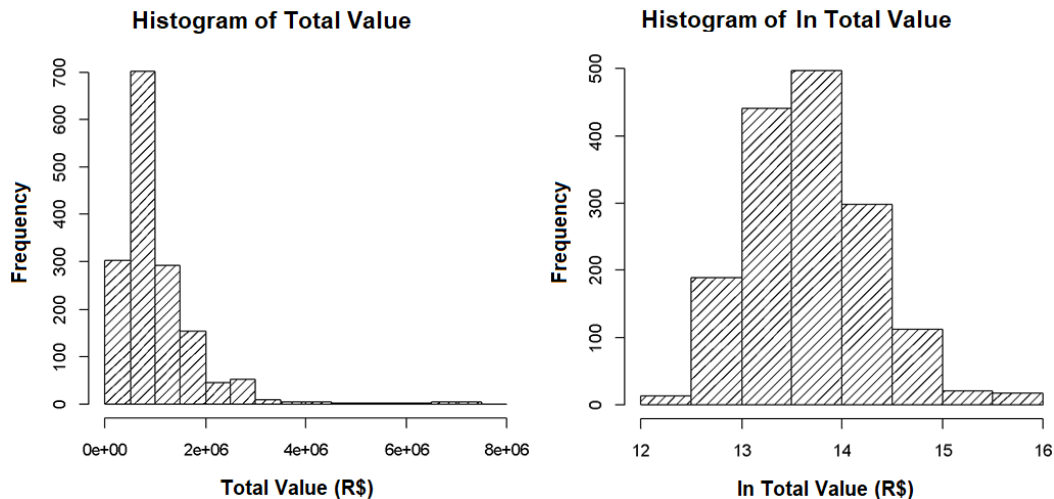 Histogram of Total Value
Frequency
700
600
500
400
300
200
100
0
0e+00 2e+06 4e+06 6e+06 8e+06
Total Value (R$)
Histogram of ln Total Value
Frequency
500
400
300
200
100
0
12 13 14 15 16
ln Total Value (R$)